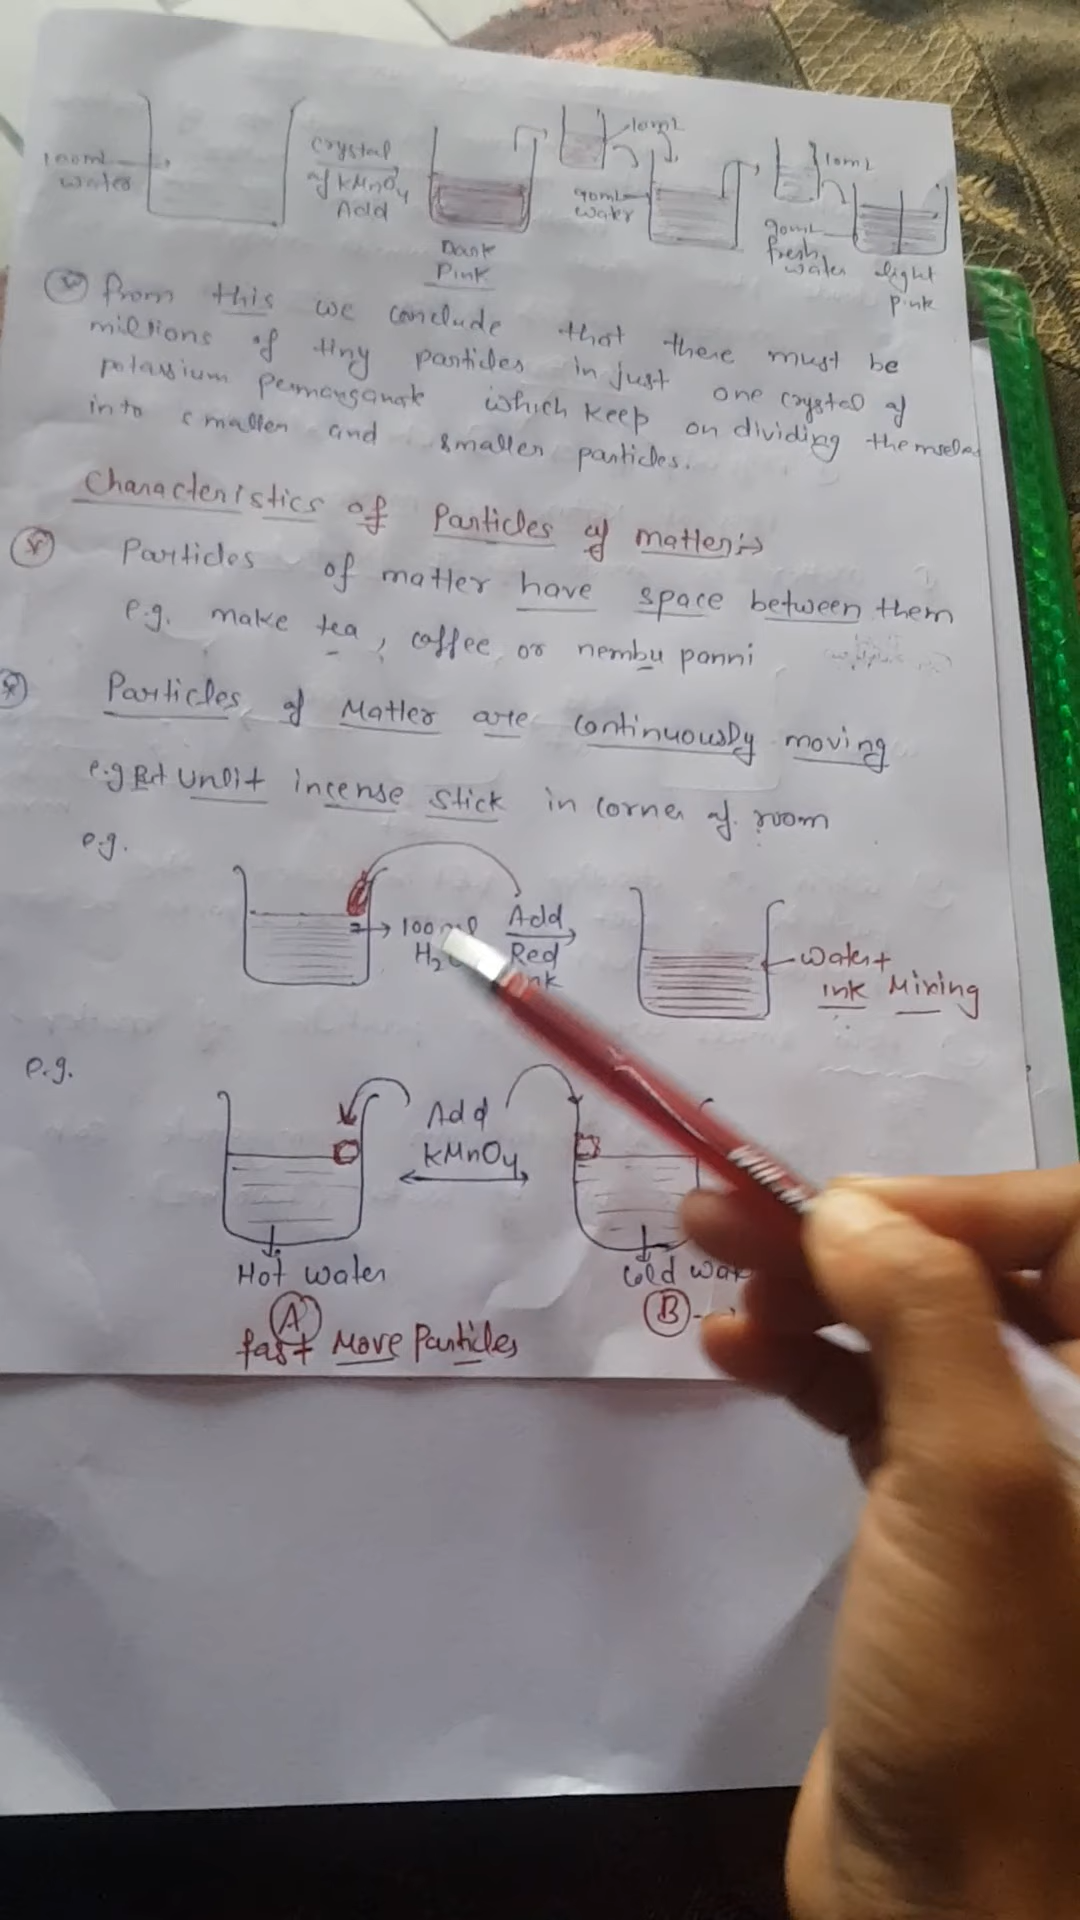 100ml water
Crystal of KMnO4 Add
Dark Pink
10ml
90ml water
10ml
90ml fresh water
light pink
from this we conclude that there must be
millions of tiny particles in just one crystal of
potassium permanganate which keep on dividing themselves
into smaller and smaller particles.
Characteristics of Particles of matter:→
Particles of matter have space between them
e.g. make tea, coffee or nembu panni
Particles of Matter are continuously moving
e.g Put Unlit incense stick in corner of room
e.g.
→ 100
H2
Add
Red
water +
ink Mixing
e.g.
Add
KMnO4
Hot water
Cold
A
B
fast Move Particles